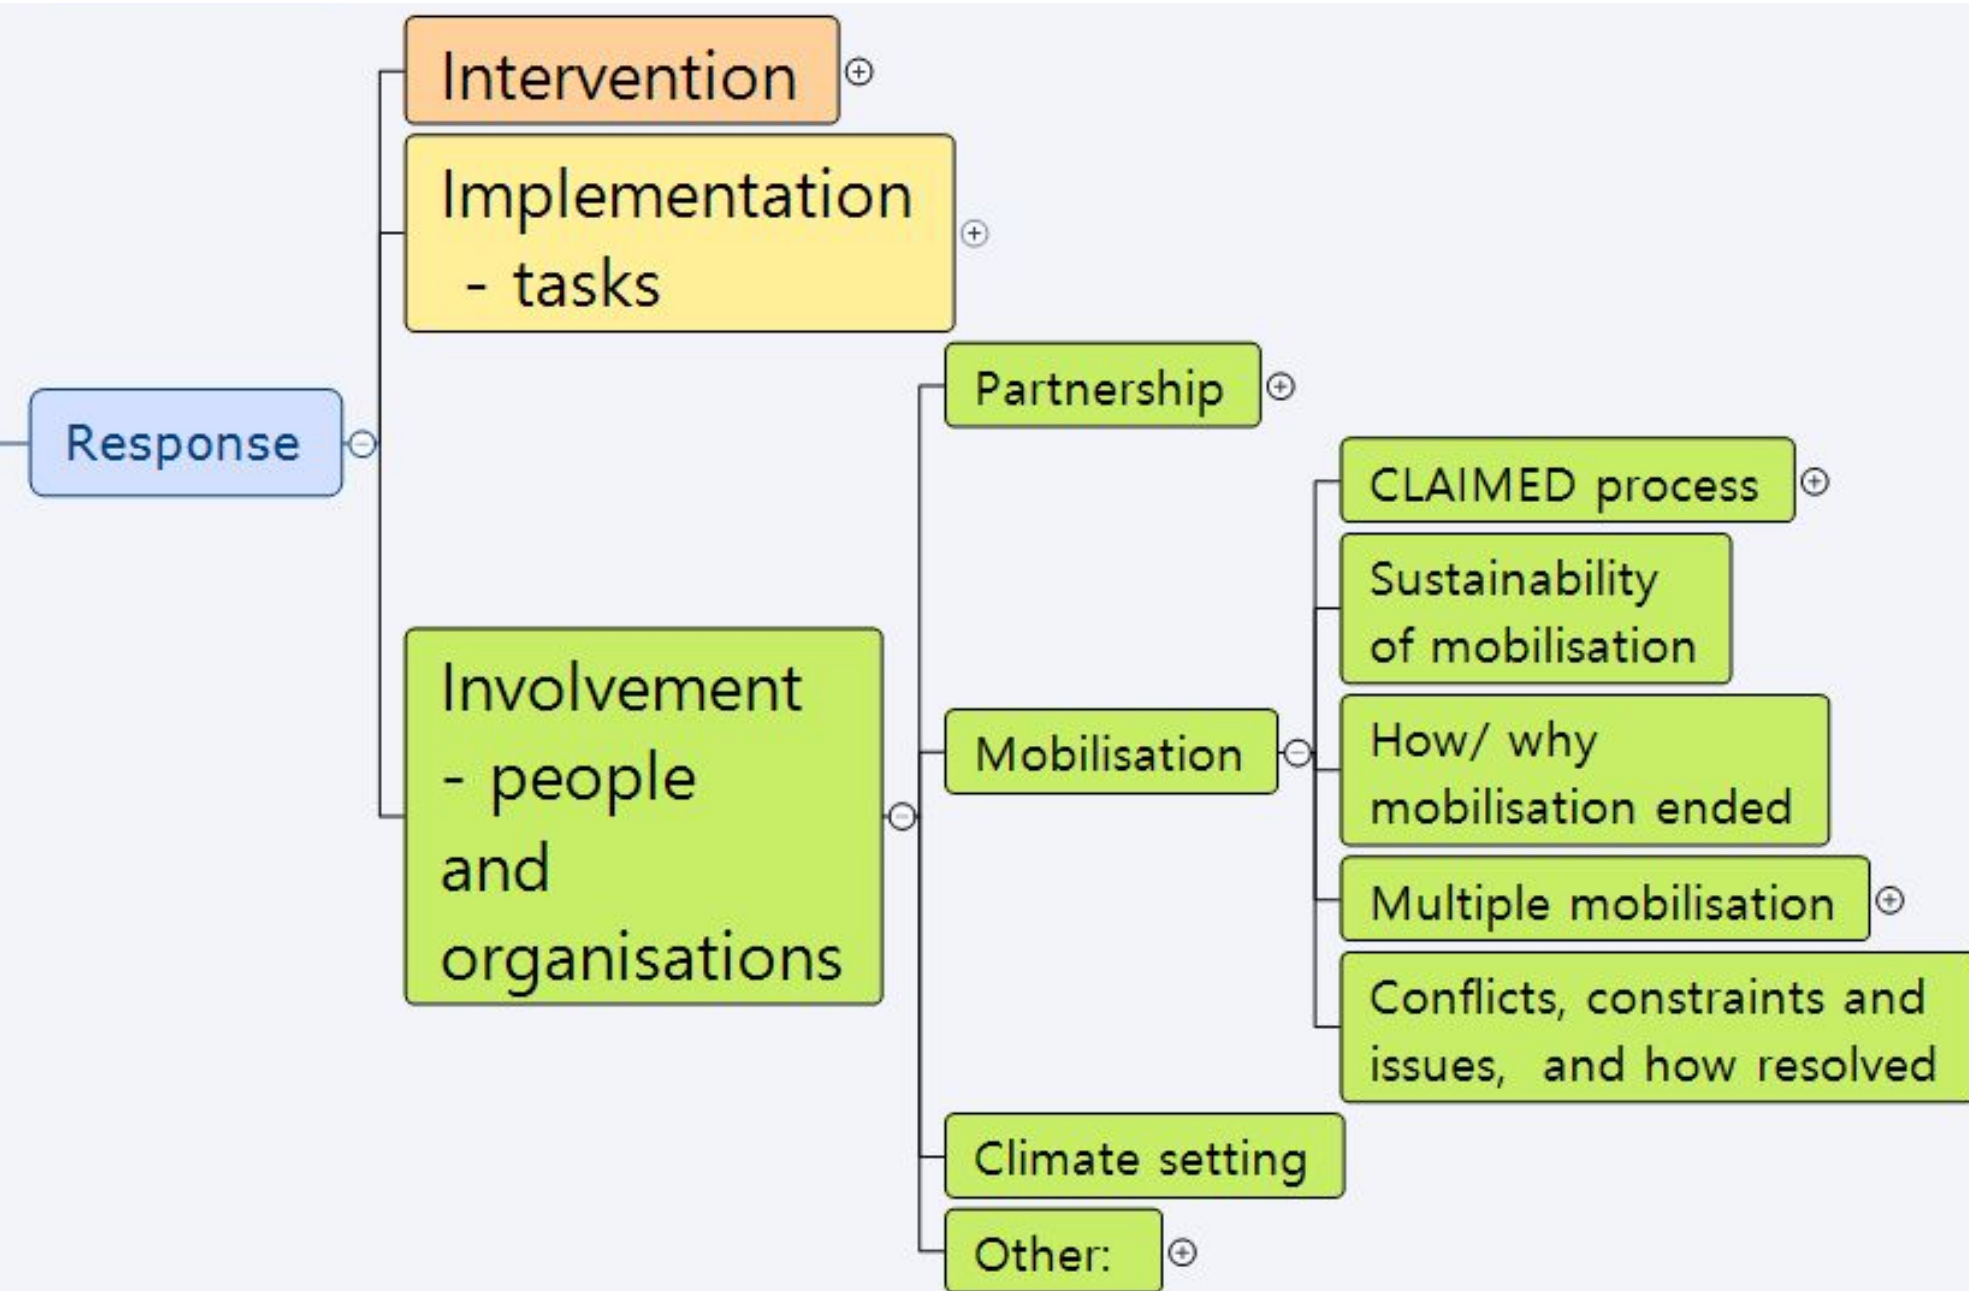 Intervention
Implementation
- tasks
Response
Involvement
- people
and
organisations
Partnership
Mobilisation
CLAIMED process
Sustainability
of mobilisation
How/ why
mobilisation ended
Multiple mobilisation
Conflicts, constraints and
issues,  and how resolved
Climate setting
Other: